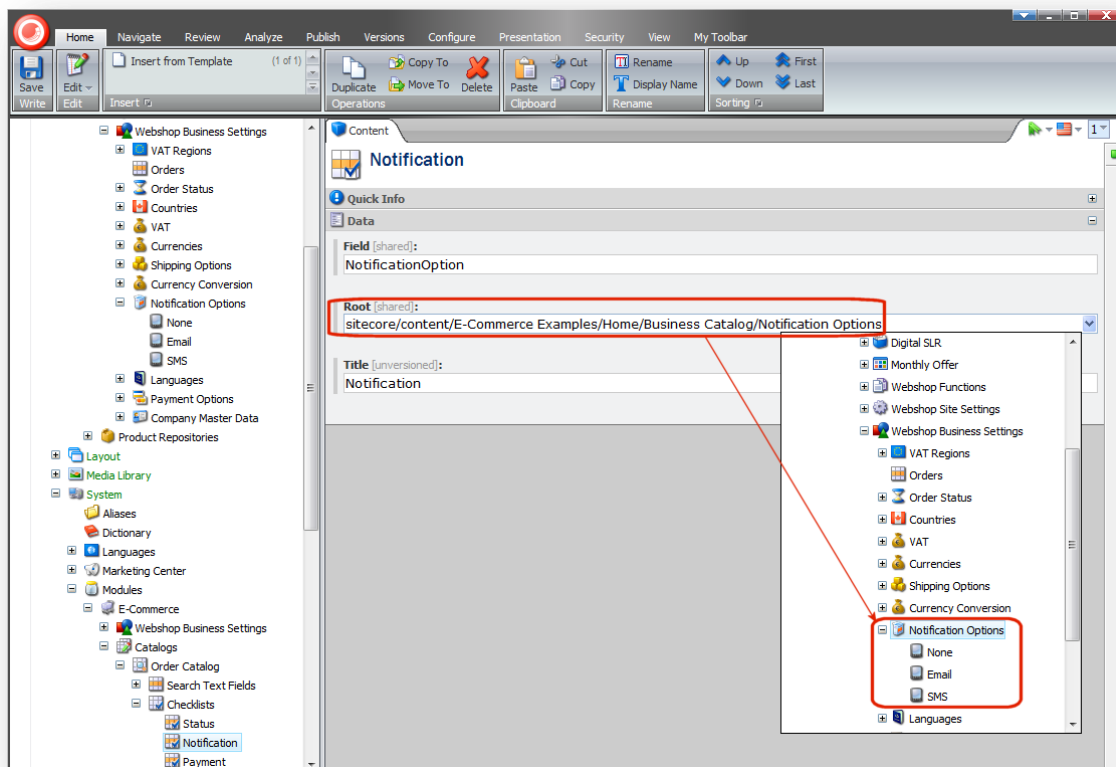 Home Navigate Review Analyze Publish Versions Configure Presentation Security View My Toolbar
Save
Write
Edit
Edit
Insert from Template (1 of 1)
Insert
Duplicate
Copy To
Move To
Delete
Operations
Paste
Cut
Copy
Clipboard
Rename
Display Name
Rename
Up
Down
First
Last
Sorting
Webshop Business Settings
VAT Regions
Orders
Order Status
Countries
VAT
Currencies
Shipping Options
Currency Conversion
Notification Options
None
Email
SMS
Languages
Payment Options
Company Master Data
Product Repositories
Layout
Media Library
System
Aliases
Dictionary
Languages
Marketing Center
Modules
E-Commerce
Webshop Business Settings
Catalogs
Order Catalog
Search Text Fields
Checklists
Status
Notification
Payment
Content
1
Notification
Quick Info
Data
Field [shared]:
NotificationOption
Root [shared]:
sitecore/content/E-Commerce Examples/Home/Business Catalog/Notification Options
Title [unversioned]:
Notification
Digital SLR
Monthly Offer
Webshop Functions
Webshop Site Settings
Webshop Business Settings
VAT Regions
Orders
Order Status
Countries
VAT
Currencies
Shipping Options
Currency Conversion
Notification Options
None
Email
SMS
Languages